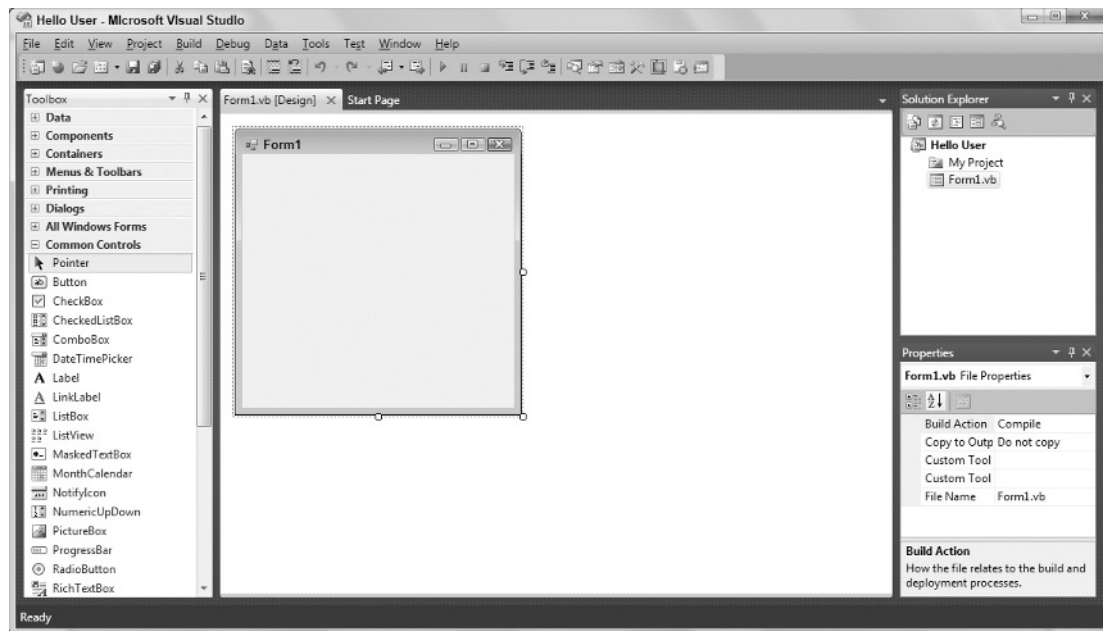 Hello User - Microsoft Visual Studio
File Edit View Project Build Debug Data Tools Test Window Help
Toolbox
Data
Components
Containers
Menus & Toolbars
Printing
Dialogs
All Windows Forms
Common Controls
Pointer
Button
CheckBox
CheckedListBox
ComboBox
DateTimePicker
A Label
A LinkLabel
ListBox
ListView
MaskedTextBox
MonthCalendar
NotifyIcon
NumericUpDown
PictureBox
ProgressBar
RadioButton
RichTextBox
Form1.vb [Design] Start Page
Form1
Solution Explorer
Hello User
My Project
Form1.vb
Properties
Form1.vb File Properties
Build Action Compile
Copy to Outp Do not copy
Custom Tool
Custom Tool
File Name Form1.vb
Build Action
How the file relates to the build and
deployment processes.
Ready